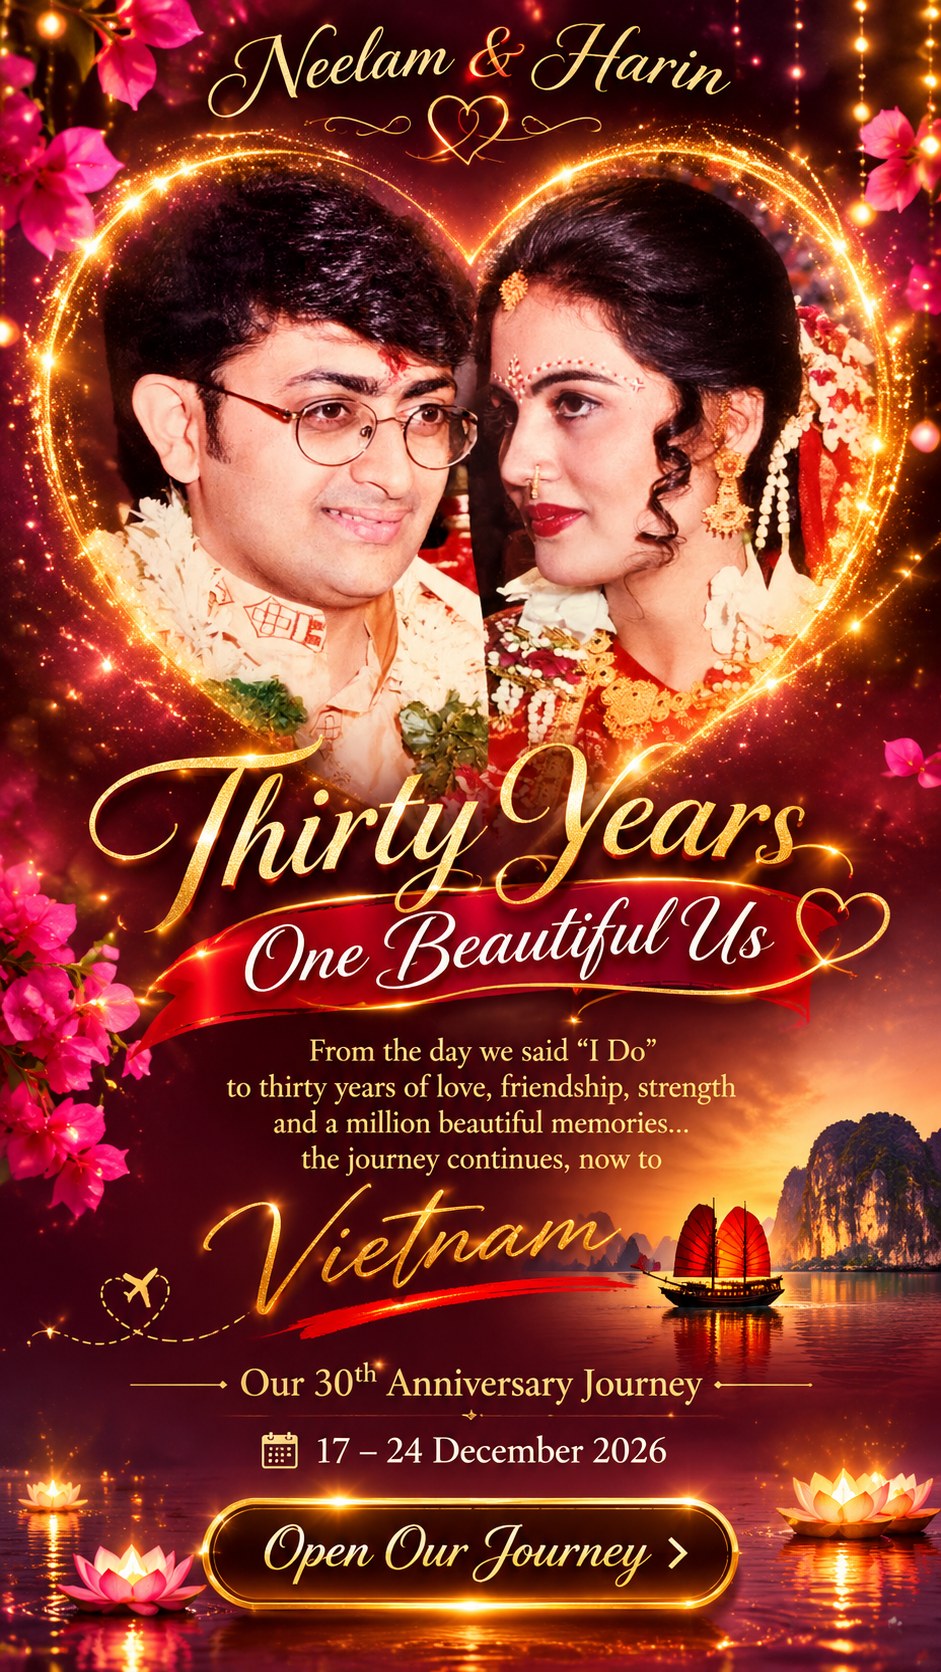 Neelam & Harin
Thirty Years
One Beautiful Us
From the day we said “I Do”
to thirty years of love, friendship, strength
and a million beautiful memories...
the journey continues, now to
Vietnam
Our 30th Anniversary Journey
17 – 24 December 2026
Open Our Journey >